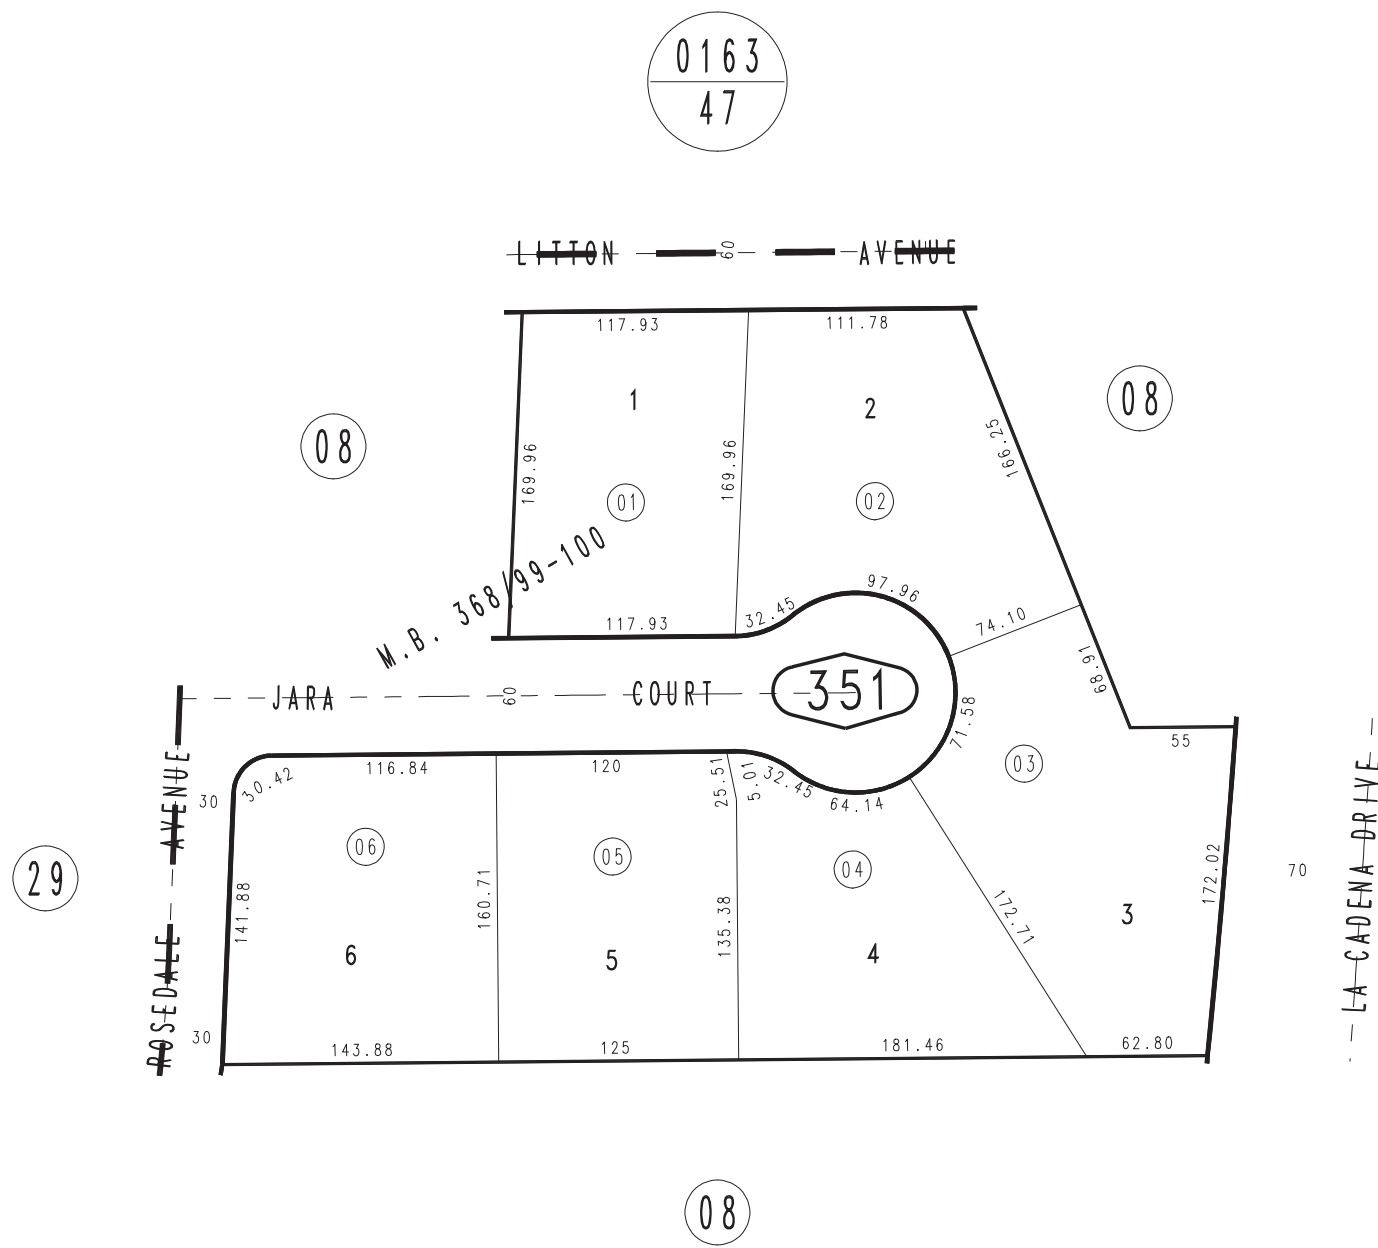 0163
47
LITTON 60 AVENUE
117.93 111.78
1 2
08 08
169.96 169.96 166.25
01 02
M.B. 368/99-100
97.96
117.93 32.45 74.10
68.91
JARA 60 COURT 351
71.58
55
116.84 120 25.51 5.01 32.45 64.14
30.42
30
03
06 05 04
29
ROSEDALE AVENUE
141.88 160.71 135.38 172.71 172.02
70
LA CADENA DRIVE
6 5 4 3
30
143.88 125 181.46 62.80
08